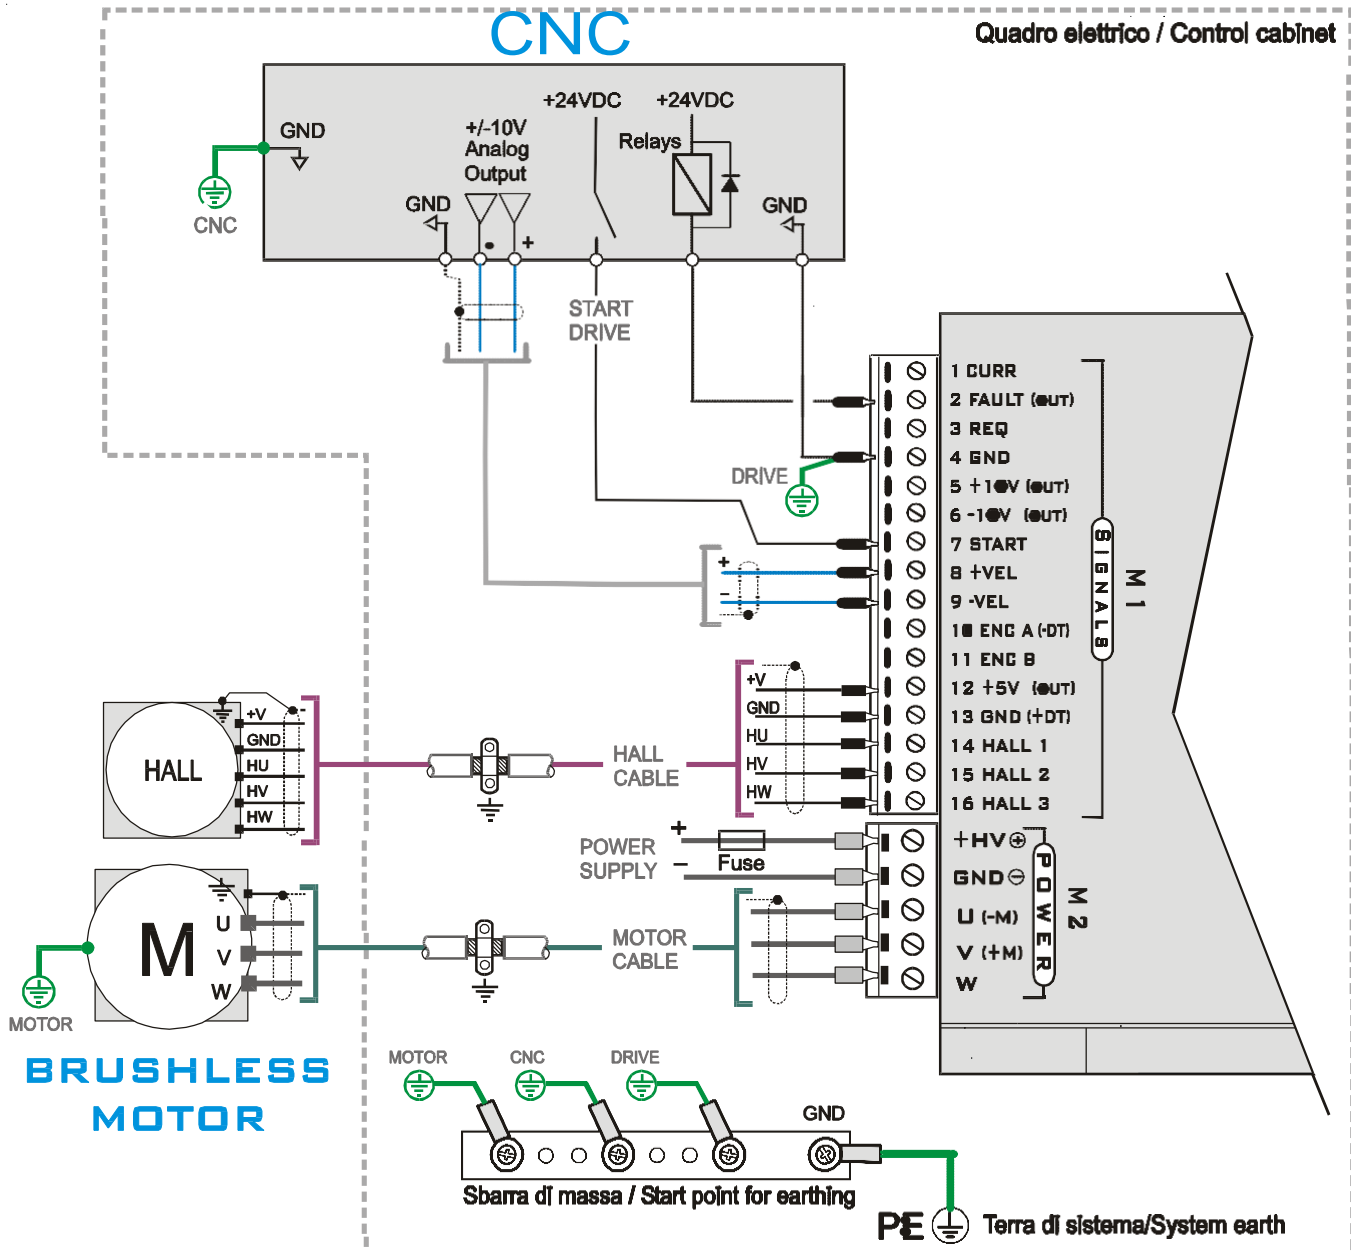 CNC
Quadro elettrico / Control cabinet
+24VDC
+24VDC
GND
+/-10V
Analog
Output
Relays
GND
GND
CNC
+
START
DRIVE
DRIVE
1 CURR
2 FAULT (OUT)
3 REQ
4 GND
5 +10V (OUT)
6 -10V (OUT)
7 START
8 +VEL
9 -VEL
10 ENC A (-DT)
11 ENC B
12 +5V (OUT)
13 GND (+DT)
14 HALL 1
15 HALL 2
16 HALL 3
SIGNALS
M 1
+
−
+V
GND
HU
HV
HW
HALL
+V
-
GND
HU
HV
HW
HALL
CABLE
POWER
SUPPLY
+
−
Fuse
+HV
GND
U (-M)
V (+M)
W
POWER
M 2
M
U
V
W
MOTOR
MOTOR
CABLE
BRUSHLESS
MOTOR
MOTOR
CNC
DRIVE
GND
Sbarra di massa / Start point for earthing
PE
Terra di sistema/System earth